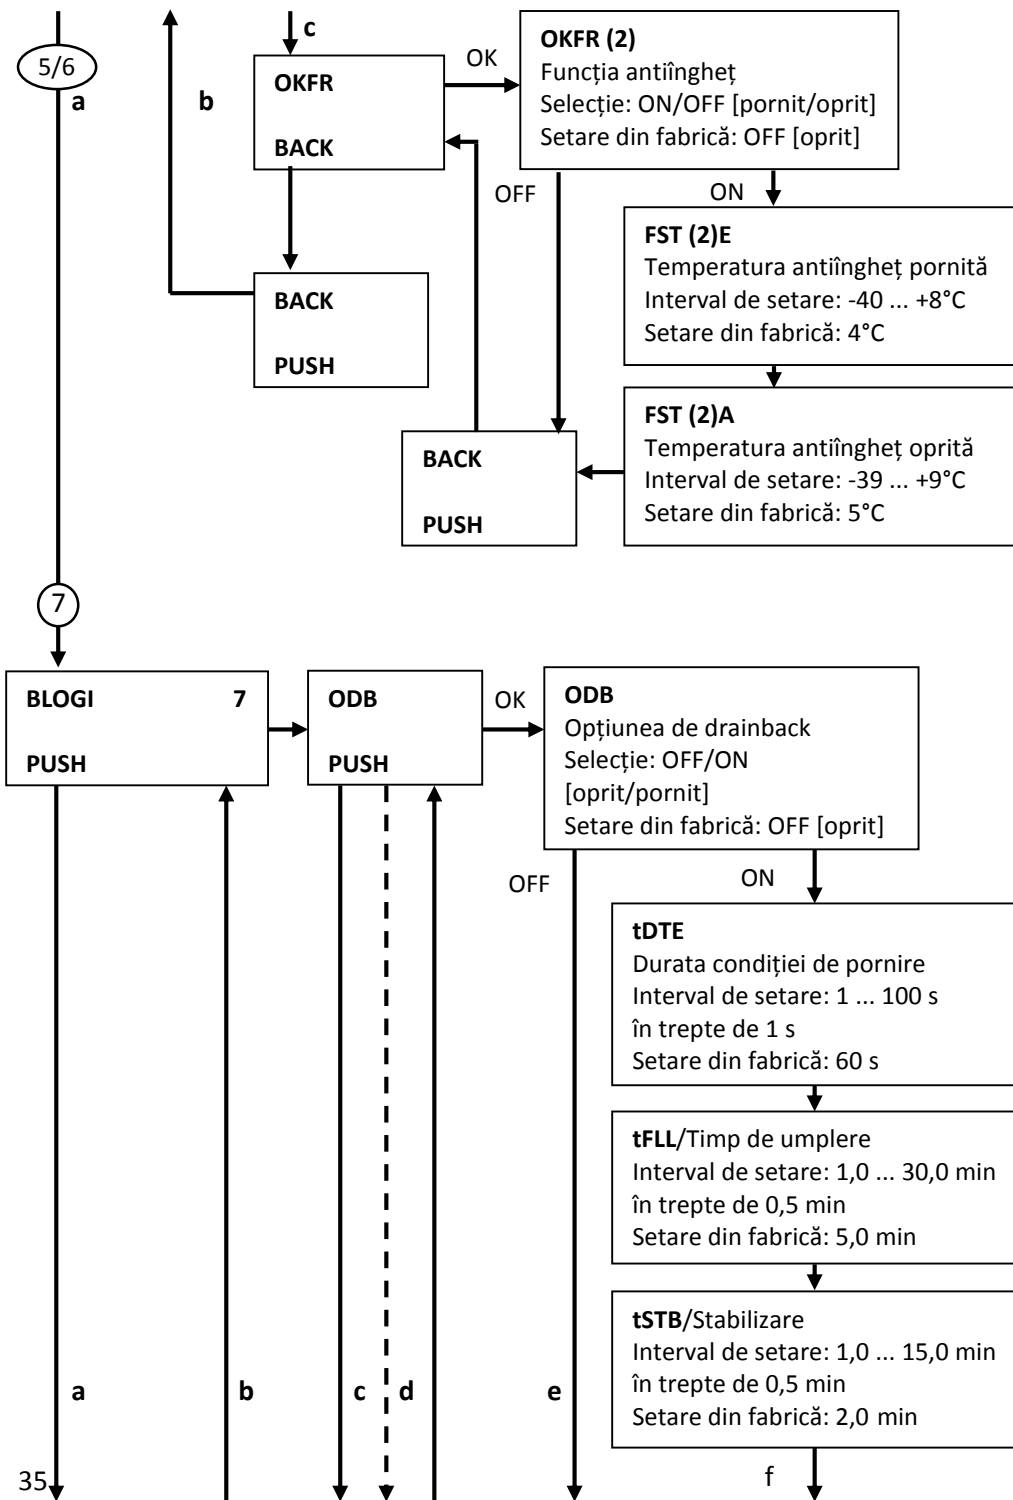 c
5/6
a
b
OKFR
BACK
OK
OKFR (2)
Funcția antiîngheț
Selecție: ON/OFF [pornit/oprit]
Setare din fabrică: OFF [oprit]
OFF
ON
FST (2)E
Temperatura antiîngheț pornită
Interval de setare: -40 ... +8°C
Setare din fabrică: 4°C
BACK
PUSH
FST (2)A
Temperatura antiîngheț oprită
Interval de setare: -39 ... +9°C
Setare din fabrică: 5°C
BACK
PUSH
7
BLOGI 7
PUSH
ODB
PUSH
OK
ODB
Opțiunea de drainback
Selecție: OFF/ON
[oprit/pornit]
Setare din fabrică: OFF [oprit]
OFF
ON
tDTE
Durata condiției de pornire
Interval de setare: 1 ... 100 s
în trepte de 1 s
Setare din fabrică: 60 s
tFLL/Timp de umplere
Interval de setare: 1,0 ... 30,0 min
în trepte de 0,5 min
Setare din fabrică: 5,0 min
tSTB/Stabilizare
Interval de setare: 1,0 ... 15,0 min
în trepte de 0,5 min
Setare din fabrică: 2,0 min
a
b
c
d
e
f
35